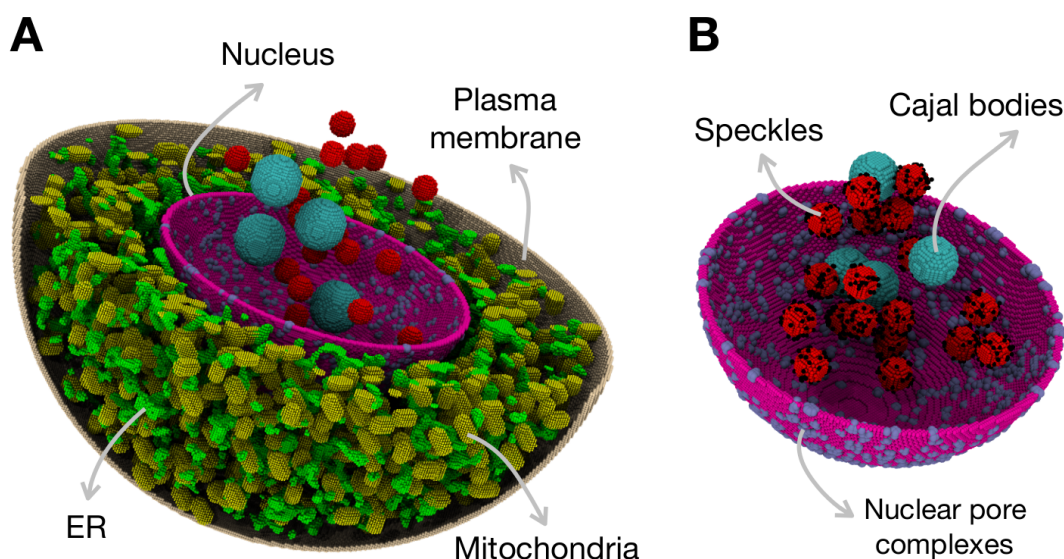 A
Nucleus
Plasma
membrane
ER
Mitochondria
B
Speckles
Cajal bodies
Nuclear pore
complexes